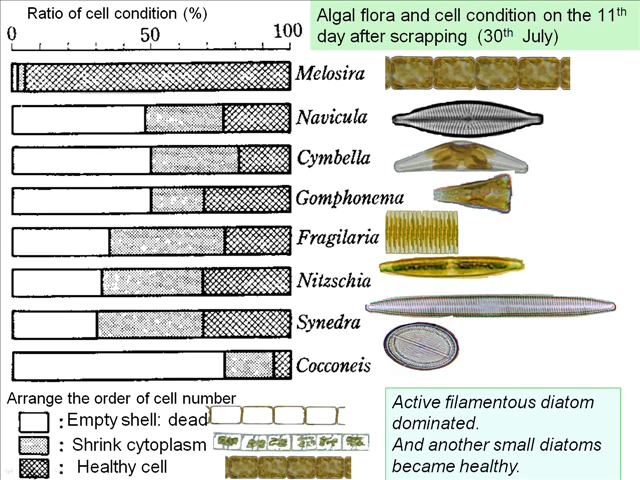 Ratio of cell condition (%)
0 50 100
Algal flora and cell condition on the 11th
day after scrapping (30th July)
Melosira
Navicula
Cymbella
Gomphonema
Fragilaria
Nitzschia
Synedra
Cocconeis
Arrange the order of cell number
: Empty shell: dead
: Shrink cytoplasm
: Healthy cell
Active filamentous diatom
dominated.
And another small diatoms
became healthy.